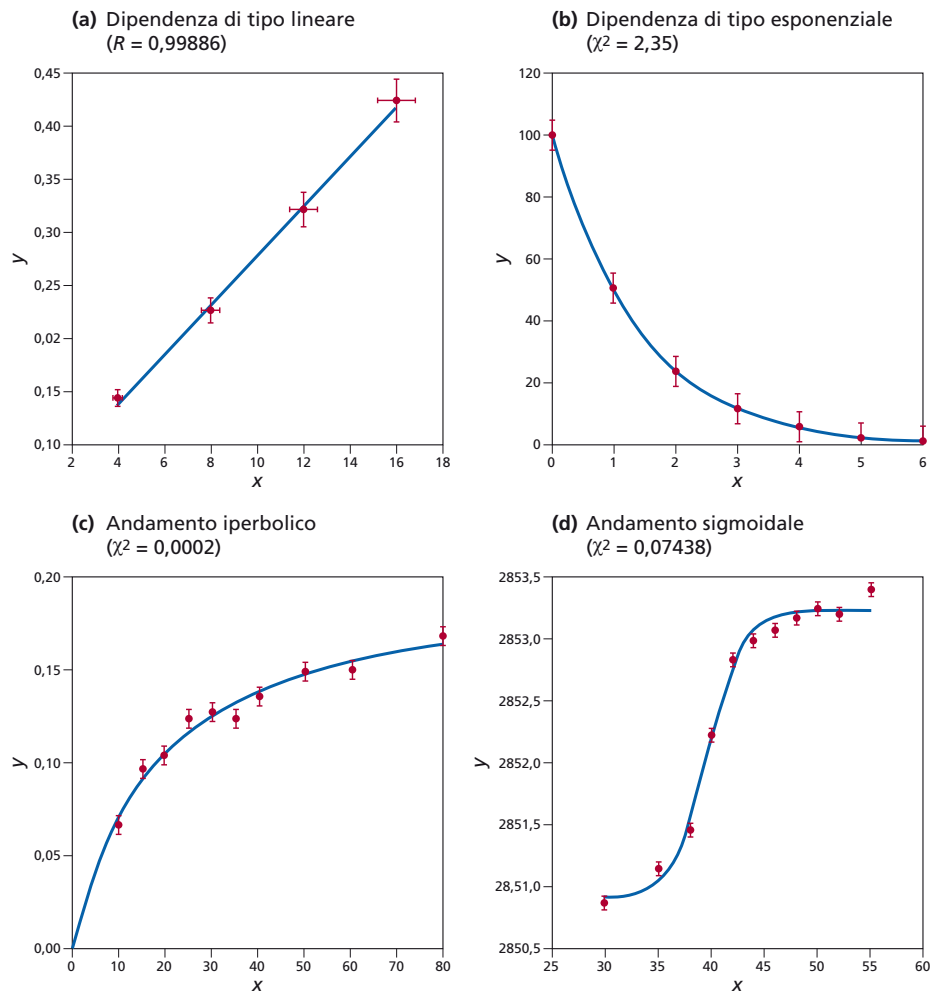 (a) Dipendenza di tipo lineare
(R = 0,99886)
0,45
0,40
0,35
0,30
0,25
0,02
0,15
0,10
y
2 4 6 8 10 12 14 16 18
x
(b) Dipendenza di tipo esponenziale
(χ2 = 2,35)
120
100
80
60
40
20
0
y
0 1 2 3 4 5 6
x
(c) Andamento iperbolico
(χ2 = 0,0002)
0,20
0,15
0,10
0,05
0,00
y
0 10 20 30 40 50 60 70 80
x
(d) Andamento sigmoidale
(χ2 = 0,07438)
2853,5
2853,0
2852,5
2852,0
2851,5
28,51,0
2850,5
y
25 30 35 40 45 50 55 60
x